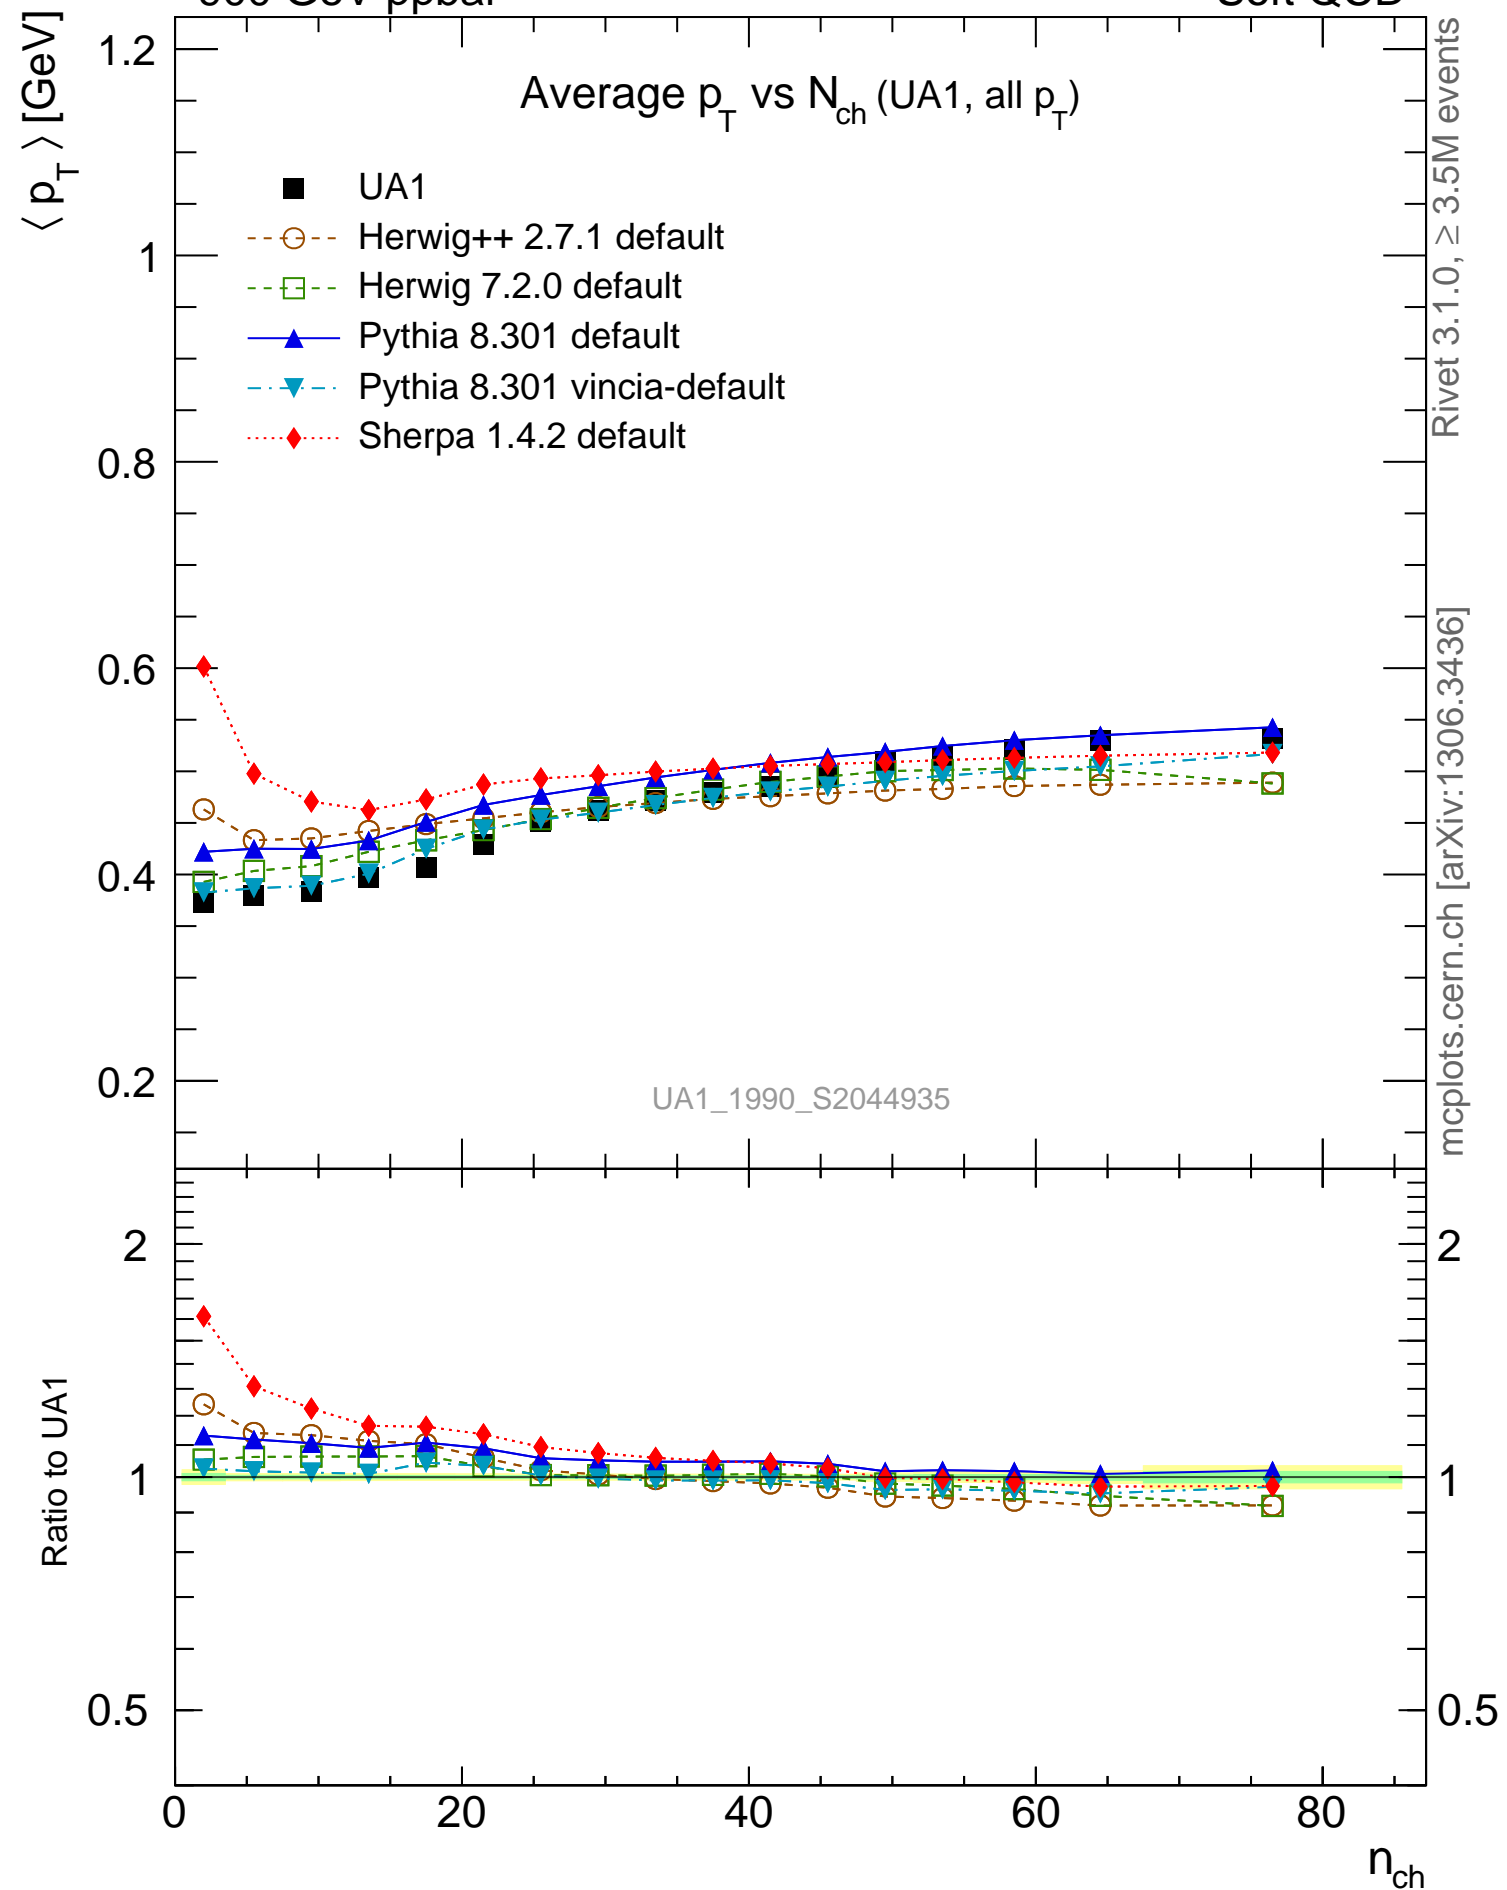 ⟨ p_T ⟩ [GeV]
Average p_T vs N_ch (UA1, all p_T)
UA1
Herwig++ 2.7.1 default
Herwig 7.2.0 default
Pythia 8.301 default
Pythia 8.301 vincia-default
Sherpa 1.4.2 default
1.2
1
0.8
0.6
0.4
0.2
UA1_1990_S2044935
Rivet 3.1.0, ≥ 3.5M events
mcplots.cern.ch [arXiv:1306.3436]
Ratio to UA1
2
1
0.5
2
1
0.5
0
20
40
60
80
n_ch